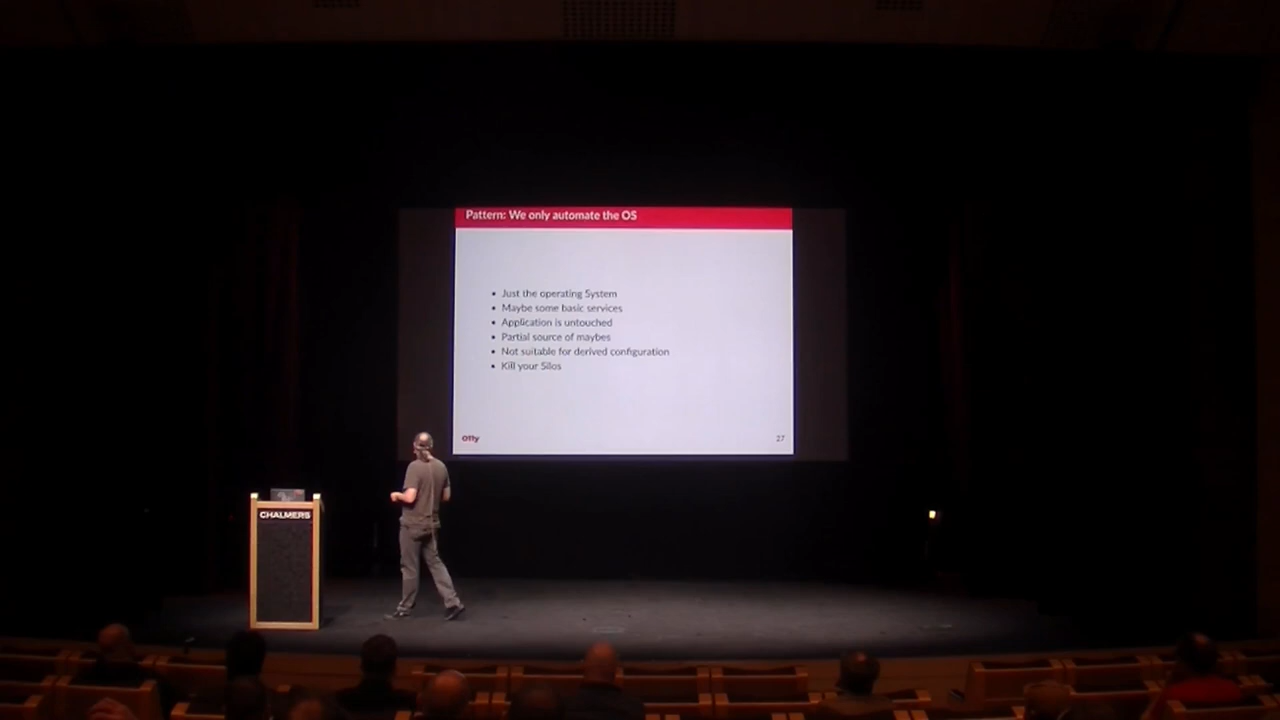 Pattern: We only automate the OS
Just the operating System
Maybe some basic services
Application is untouched
Partial source of maybes
Not suitable for derived configuration
Kill your Silos
o11y
27
CHALMERS